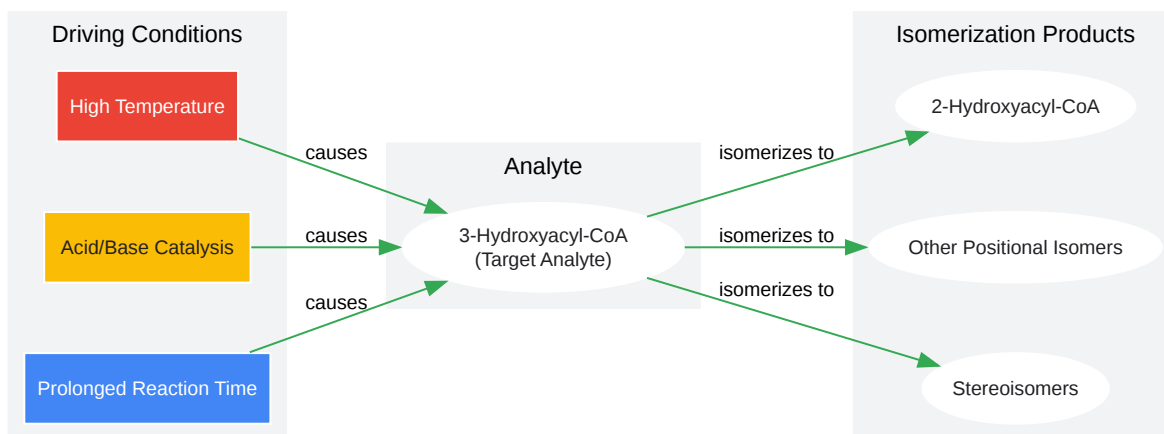 Driving Conditions
High Temperature
Acid/Base Catalysis
Prolonged Reaction Time
causes
causes
causes
Analyte
3-Hydroxyacyl-CoA
(Target Analyte)
isomerizes to
isomerizes to
isomerizes to
Isomerization Products
2-Hydroxyacyl-CoA
Other Positional Isomers
Stereoisomers